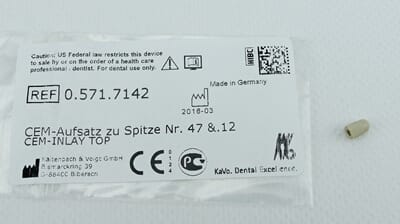 Caution! US Federal law restricts this device
to sale by or on the order of a health care
professional, dentist. For dental use only.
HIBC
REF 0.571.7142
Made in Germany
2016-03
CEM-Aufsatz zu Spitze Nr. 47 &.12
CEM-INLAY TOP
Kaltenbach & Voigt GmbH
Bismarckring 39
D-88400 Biberach
CE 0124
KaVo. Dental Excellence.